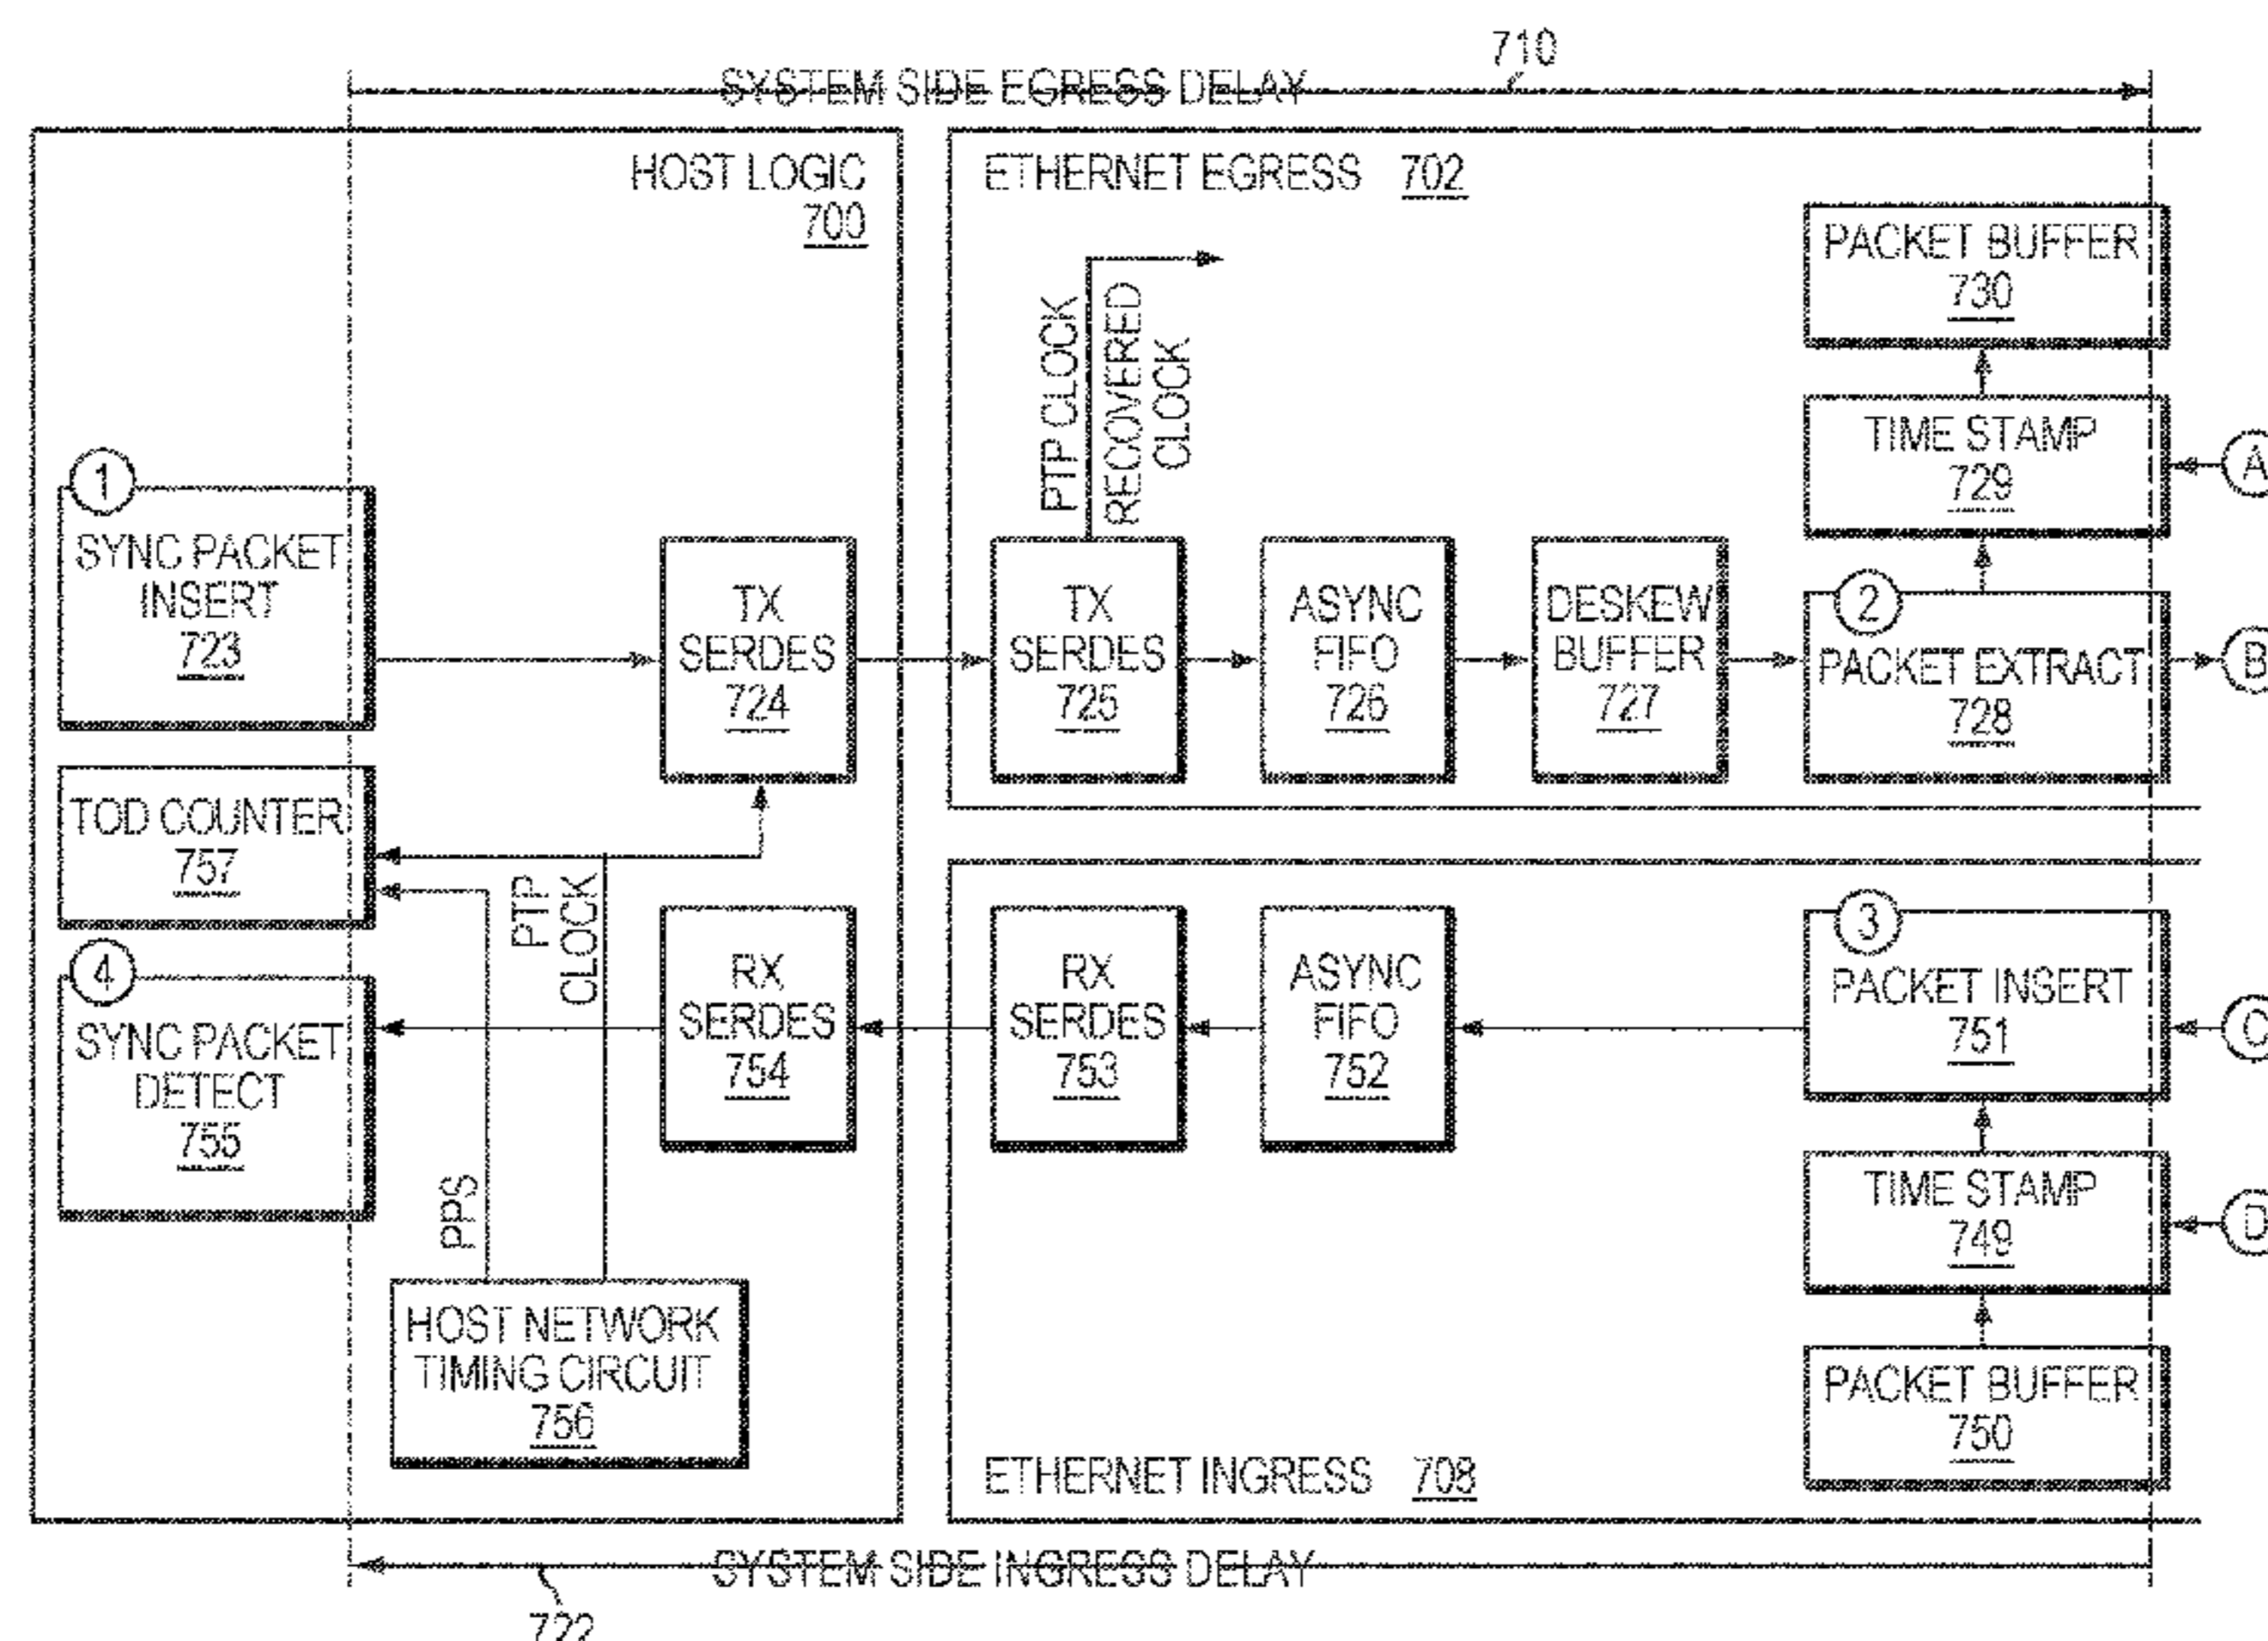 710
SYSTEM SIDE EGRESS DELAY
HOST LOGIC
700
ETHERNET EGRESS 702
PACKET BUFFER
730
PTP CLOCK
RECOVERED
CLOCK
TIME STAMP
729
A
1
SYNC PACKET
INSERT
723
TX
SERDES
724
TX
SERDES
725
ASYNC
FIFO
726
DESKEW
BUFFER
727
2
PACKET EXTRACT
728
B
TOD COUNTER
757
PTP
CLOCK
PPS
4
SYNC PACKET
DETECT
755
RX
SERDES
754
RX
SERDES
753
ASYNC
FIFO
752
3
PACKET INSERT
751
C
TIME STAMP
749
D
HOST NETWORK
TIMING CIRCUIT
756
PACKET BUFFER
750
ETHERNET INGRESS 708
SYSTEM SIDE INGRESS DELAY
722